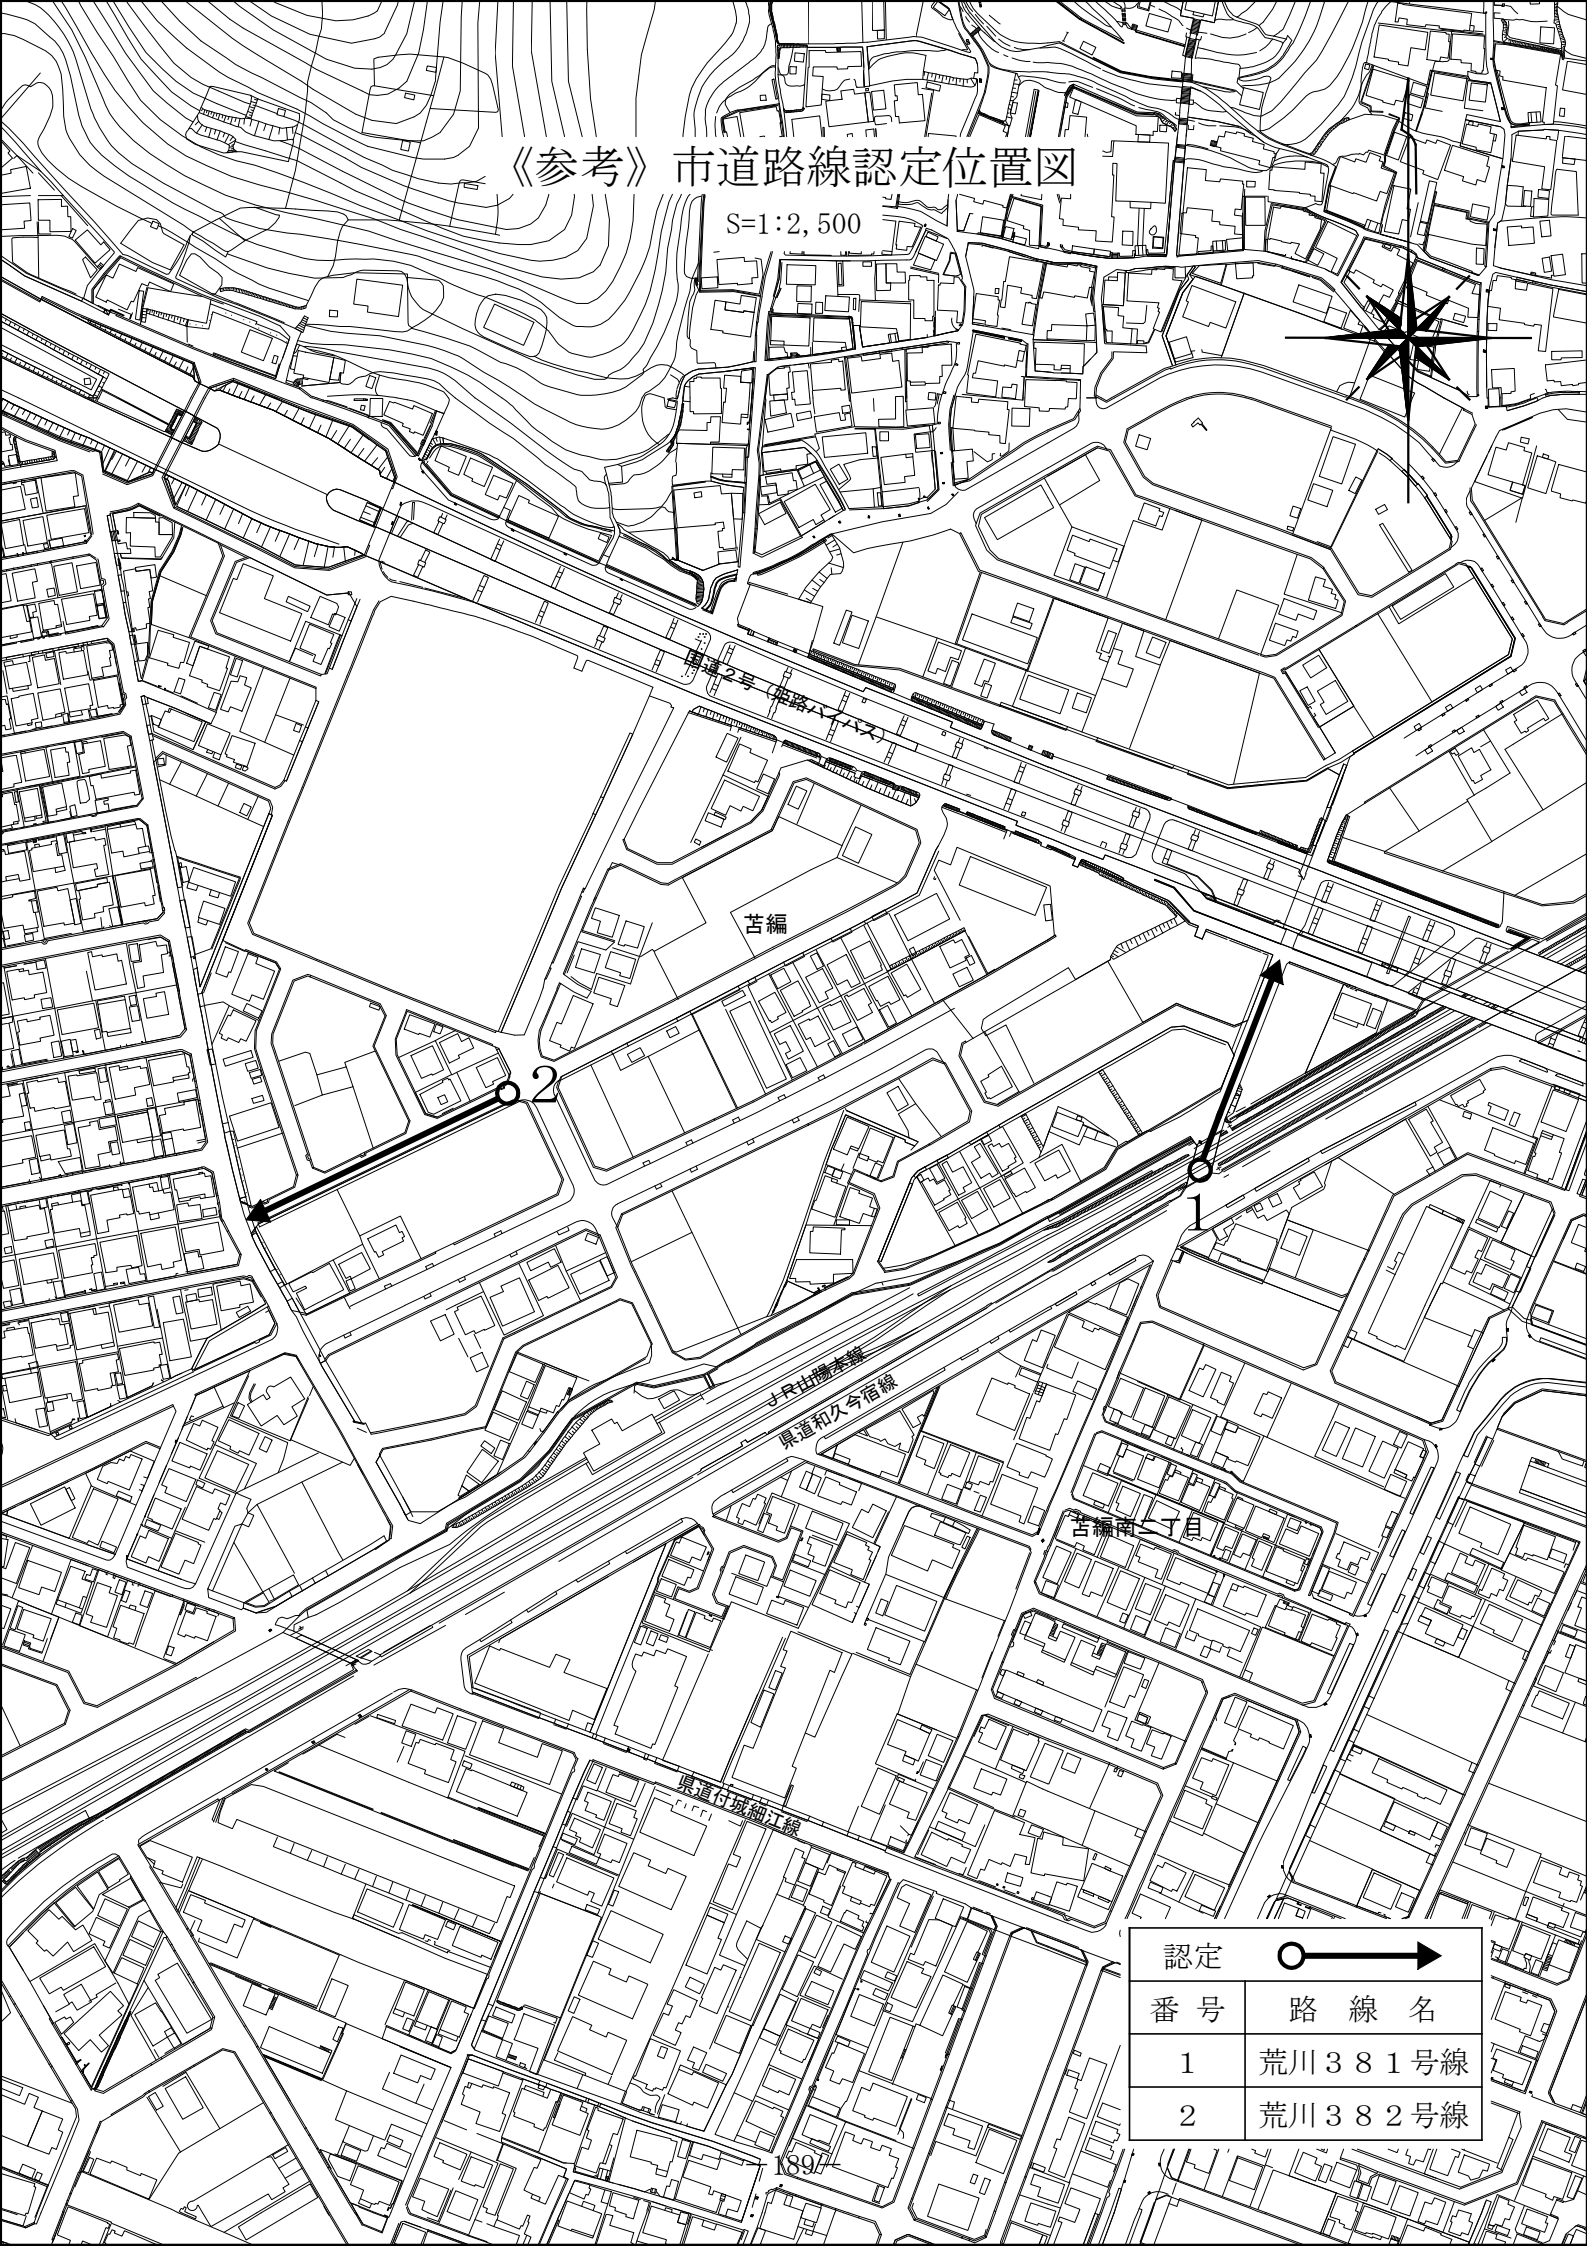 《参考》市道路線認定位置図
S=1:2,500
国道２号（姫路バイパス）
苫編
2
1
ＪＲ山陽本線
県道和久今宿線
苫編南二丁目
県道付城細江線
認定
番号 路線名
1 荒川３８１号線
2 荒川３８２号線
－189－